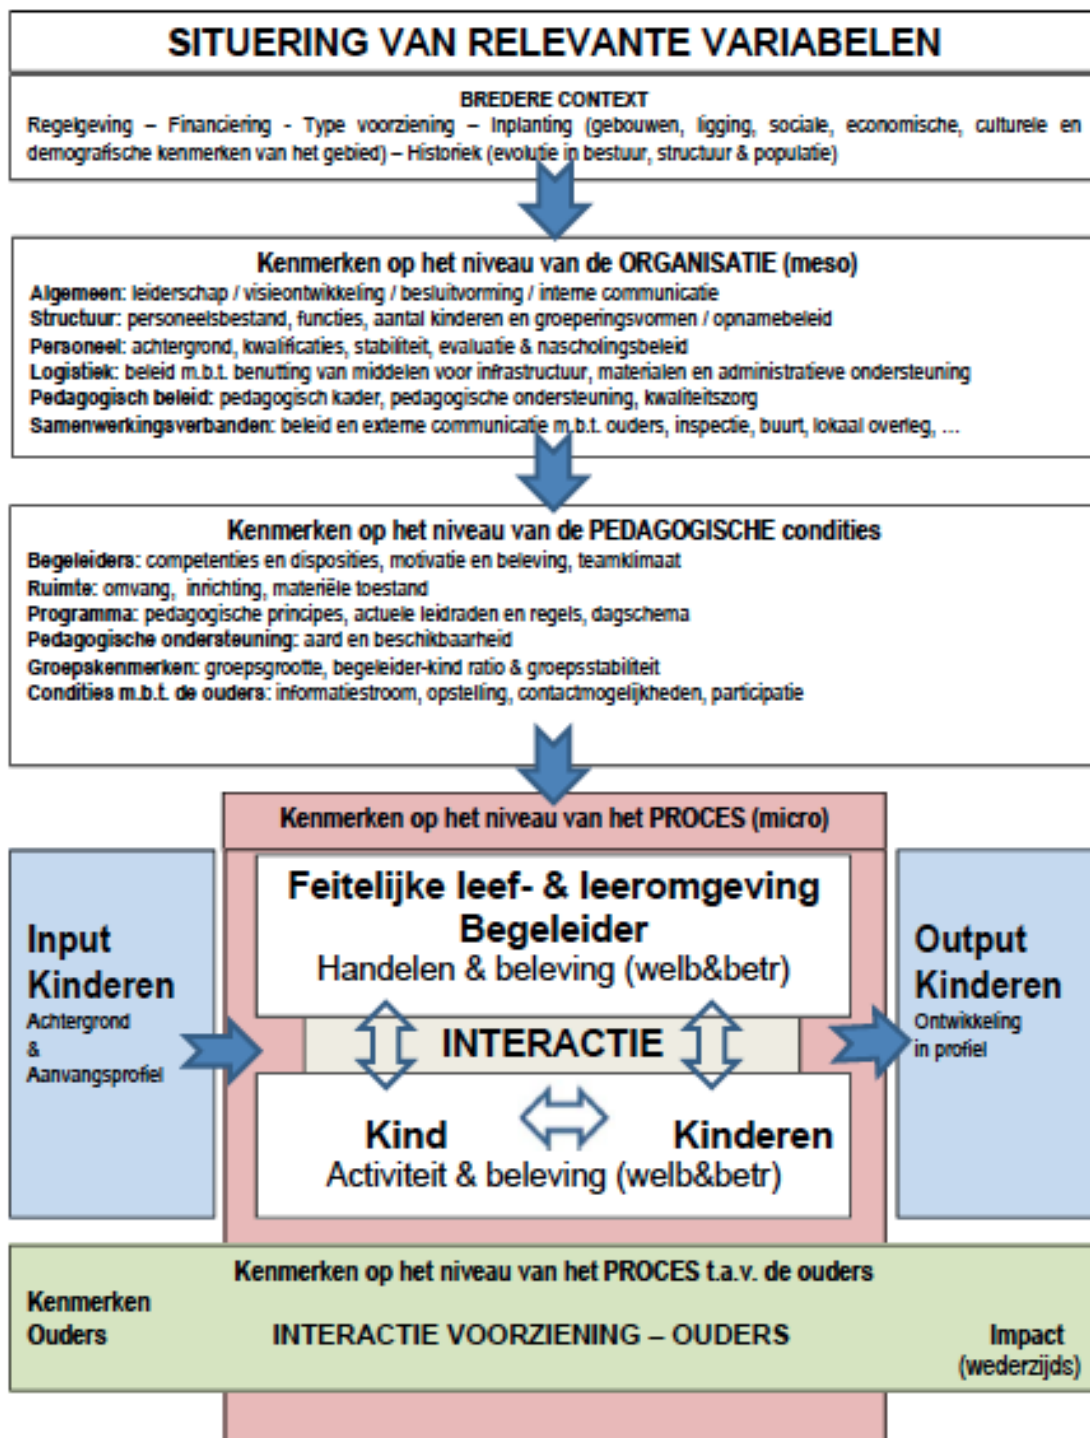 SITUERING VAN RELEVANTE VARIABELEN
BREDERE CONTEXT
Regelgeving – Financiering - Type voorziening – Inplanting (gebouwen, ligging, sociale, economische, culturele en
demografische kenmerken van het gebied) – Historiek (evolutie in bestuur, structuur & populatie)
Kenmerken op het niveau van de ORGANISATIE (meso)
Algemeen: leiderschap / visieontwikkeling / besluitvorming / interne communicatie
Structuur: personeelsbestand, functies, aantal kinderen en groeperingsvormen / opnamebeleid
Personeel: achtergrond, kwalificaties, stabiliteit, evaluatie & nascholingsbeleid
Logistiek: beleid m.b.t. benutting van middelen voor infrastructuur, materialen en administratieve ondersteuning
Pedagogisch beleid: pedagogisch kader, pedagogische ondersteuning, kwaliteitszorg
Samenwerkingsverbanden: beleid en externe communicatie m.b.t. ouders, inspectie, buurt, lokaal overleg, …
Kenmerken op het niveau van de PEDAGOGISCHE condities
Begeleiders: competenties en disposities, motivatie en beleving, teamklimaat
Ruimte: omvang, inrichting, materiële toestand
Programma: pedagogische principes, actuele leidraden en regels, dagschema
Pedagogische ondersteuning: aard en beschikbaarheid
Groepskenmerken: groepsgrootte, begeleider-kind ratio & groepsstabiliteit
Condities m.b.t. de ouders: informatiestroom, opstelling, contactmogelijkheden, participatie
Kenmerken op het niveau van het PROCES (micro)
Input
Kinderen
Achtergrond
&
Aanvangsprofiel
Feitelijke leef- & leeromgeving
Begeleider
Handelen & beleving (welb&betr)
INTERACTIE
Kind Kinderen
Activiteit & beleving (welb&betr)
Output
Kinderen
Ontwikkeling
in profiel
Kenmerken op het niveau van het PROCES t.a.v. de ouders
Kenmerken
Ouders
INTERACTIE VOORZIENING – OUDERS
Impact
(wederzijds)